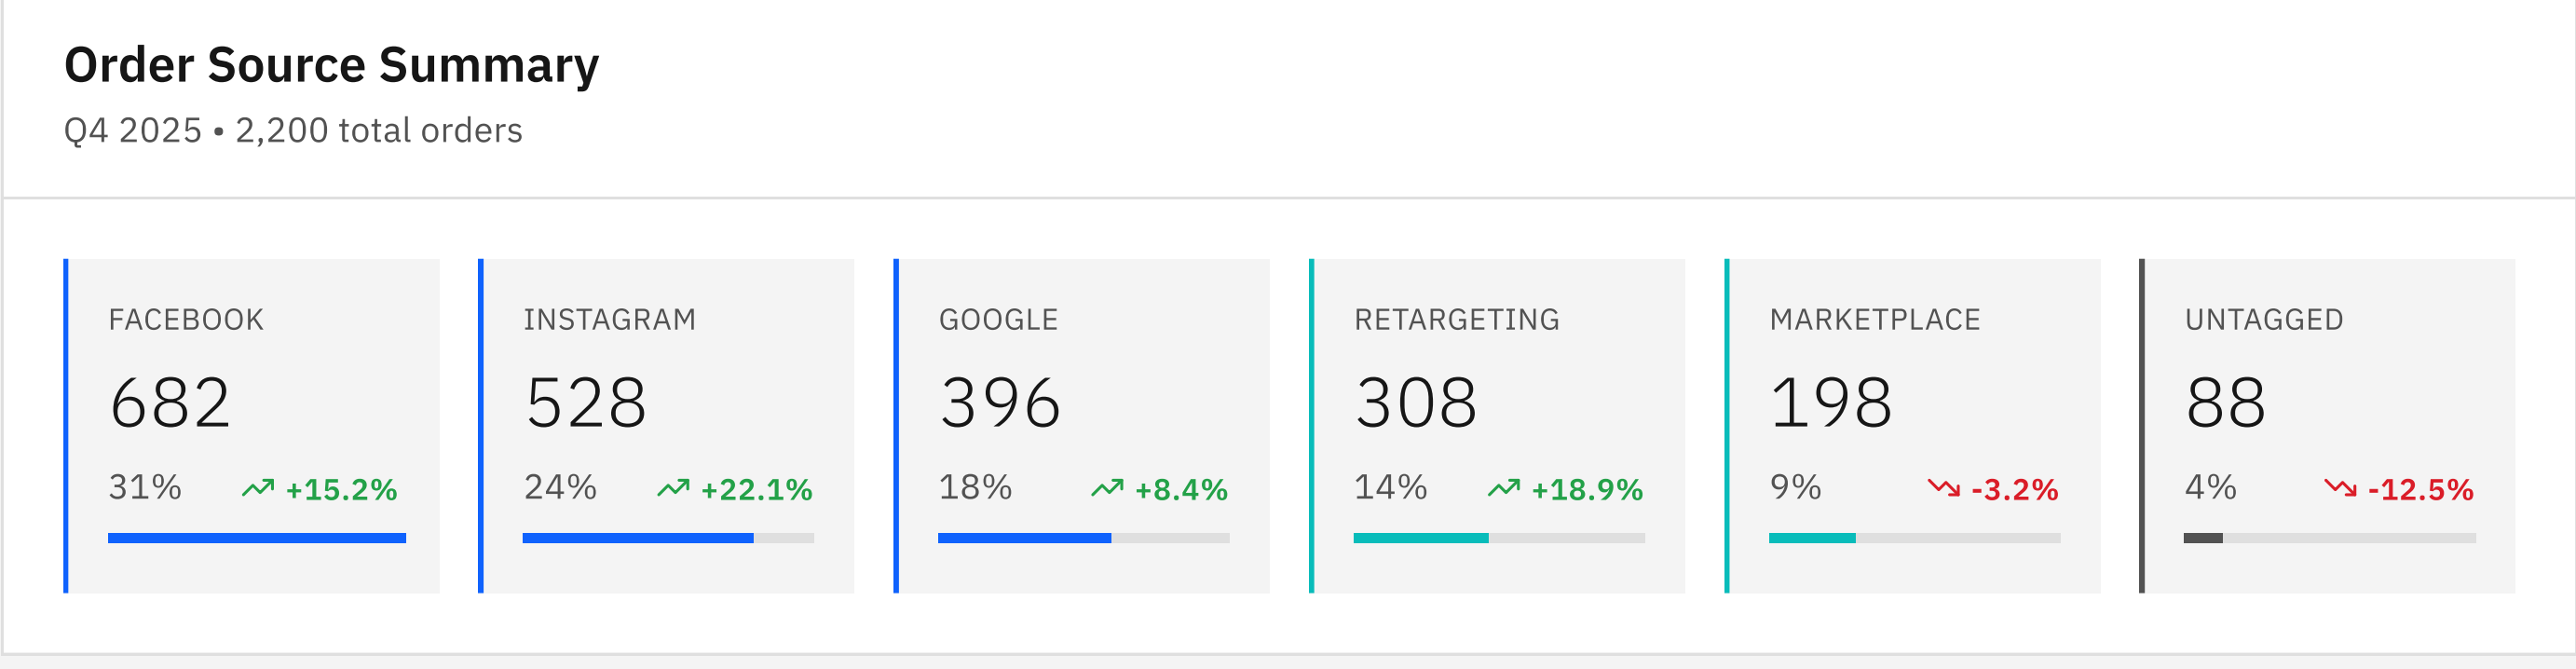 Order Source Summary
Q4 2025 • 2,200 total orders
FACEBOOK
682
31% +15.2%
INSTAGRAM
528
24% +22.1%
GOOGLE
396
18% +8.4%
RETARGETING
308
14% +18.9%
MARKETPLACE
198
9% -3.2%
UNTAGGED
88
4% -12.5%